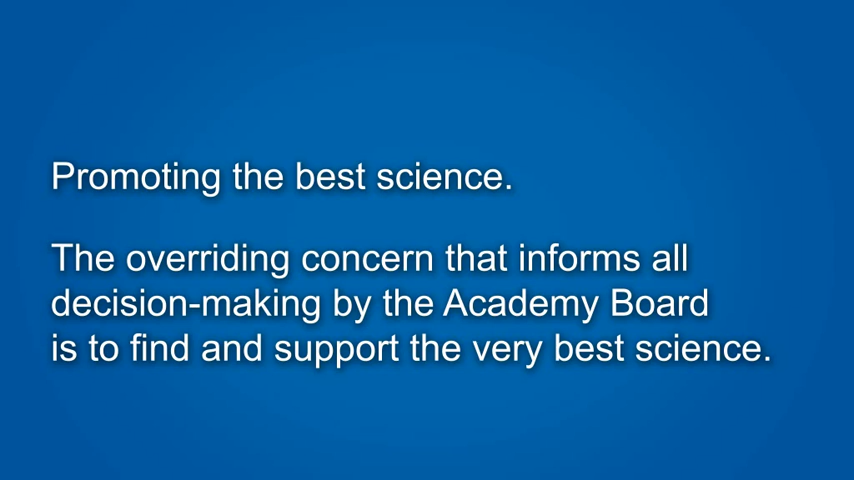 Promoting the best science.
The overriding concern that informs all
decision-making by the Academy Board
is to find and support the very best science.